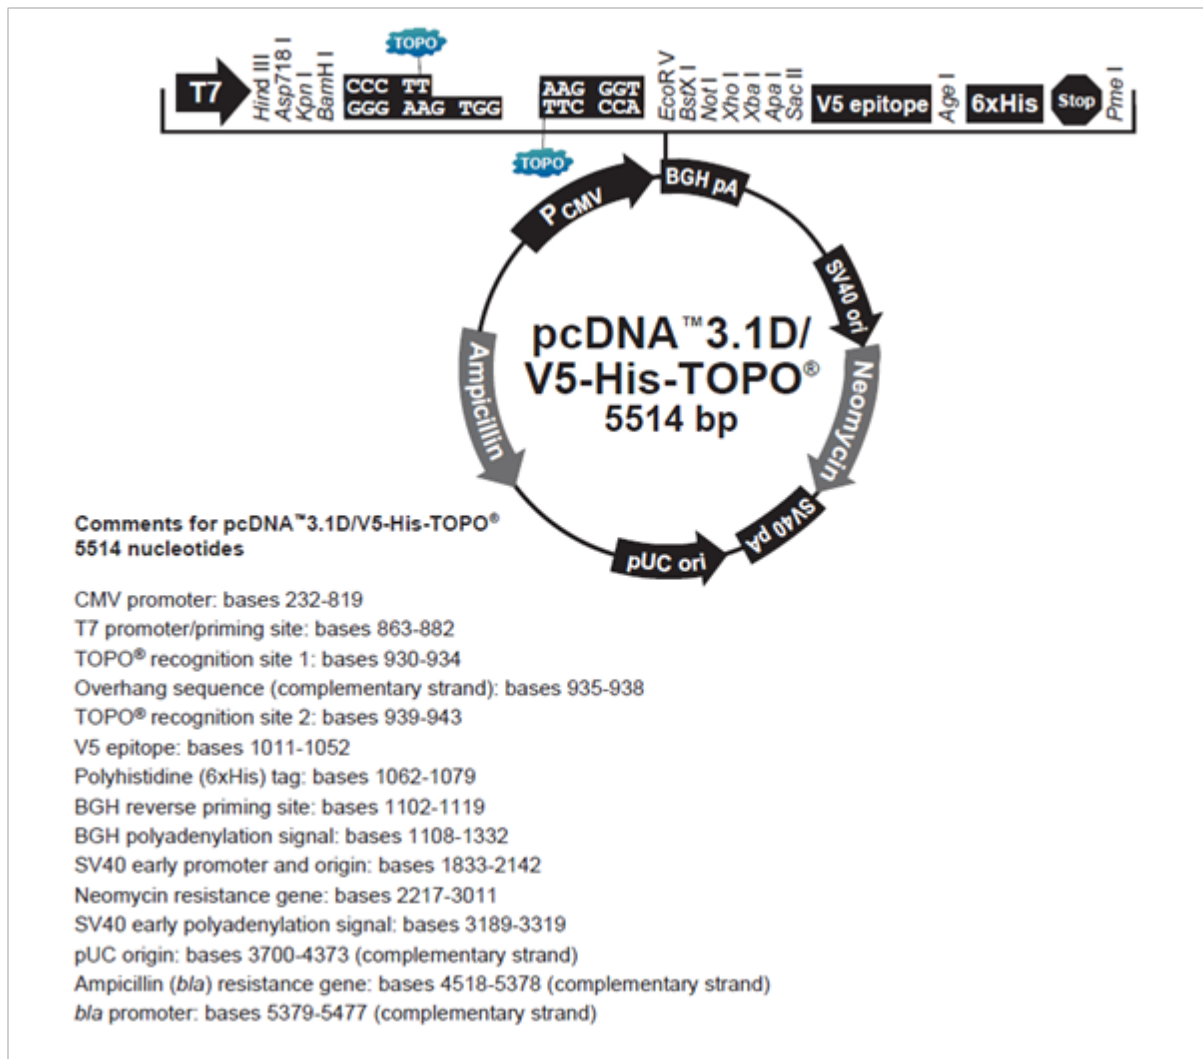 TOPO
T7
Hind III
Asp718 I
Kpn I
BamH I
CCC TT
GGG AAG TGG
AAG GGT
TTC CCA
TOPO
EcoR V
BstX I
Not I
Xho I
Xba I
Apa I
Sac II
V5 epitope
Age I
6xHis
Stop
Pme I
P CMV
BGH pA
SV40 ori
Neomycin
SV40 pA
pUC ori
Ampicillin
pcDNA™3.1D/
V5-His-TOPO®
5514 bp
Comments for pcDNA™3.1D/V5-His-TOPO®
5514 nucleotides
CMV promoter: bases 232-819
T7 promoter/priming site: bases 863-882
TOPO® recognition site 1: bases 930-934
Overhang sequence (complementary strand): bases 935-938
TOPO® recognition site 2: bases 939-943
V5 epitope: bases 1011-1052
Polyhistidine (6xHis) tag: bases 1062-1079
BGH reverse priming site: bases 1102-1119
BGH polyadenylation signal: bases 1108-1332
SV40 early promoter and origin: bases 1833-2142
Neomycin resistance gene: bases 2217-3011
SV40 early polyadenylation signal: bases 3189-3319
pUC origin: bases 3700-4373 (complementary strand)
Ampicillin (bla) resistance gene: bases 4518-5378 (complementary strand)
bla promoter: bases 5379-5477 (complementary strand)